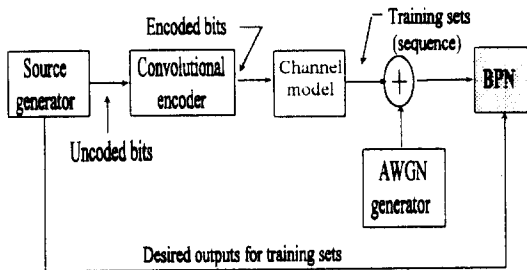 Encoded bits
Training sets
(sequence)
Source
generator
Convolutional
encoder
Channel
model
+
BPN
Uncoded bits
AWGN
generator
Desired outputs for training sets